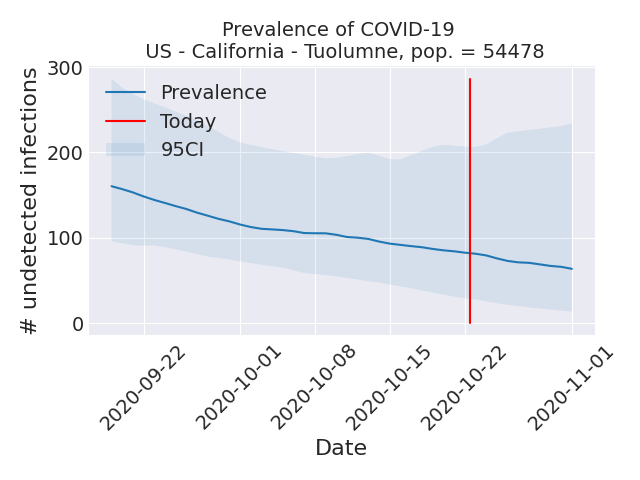 Prevalence of COVID-19
US - California - Tuolumne, pop. = 54478
# undetected infections
300
200
100
0
Prevalence
Today
95CI
2020-09-22
2020-10-01
2020-10-08
2020-10-15
2020-10-22
2020-11-01
Date